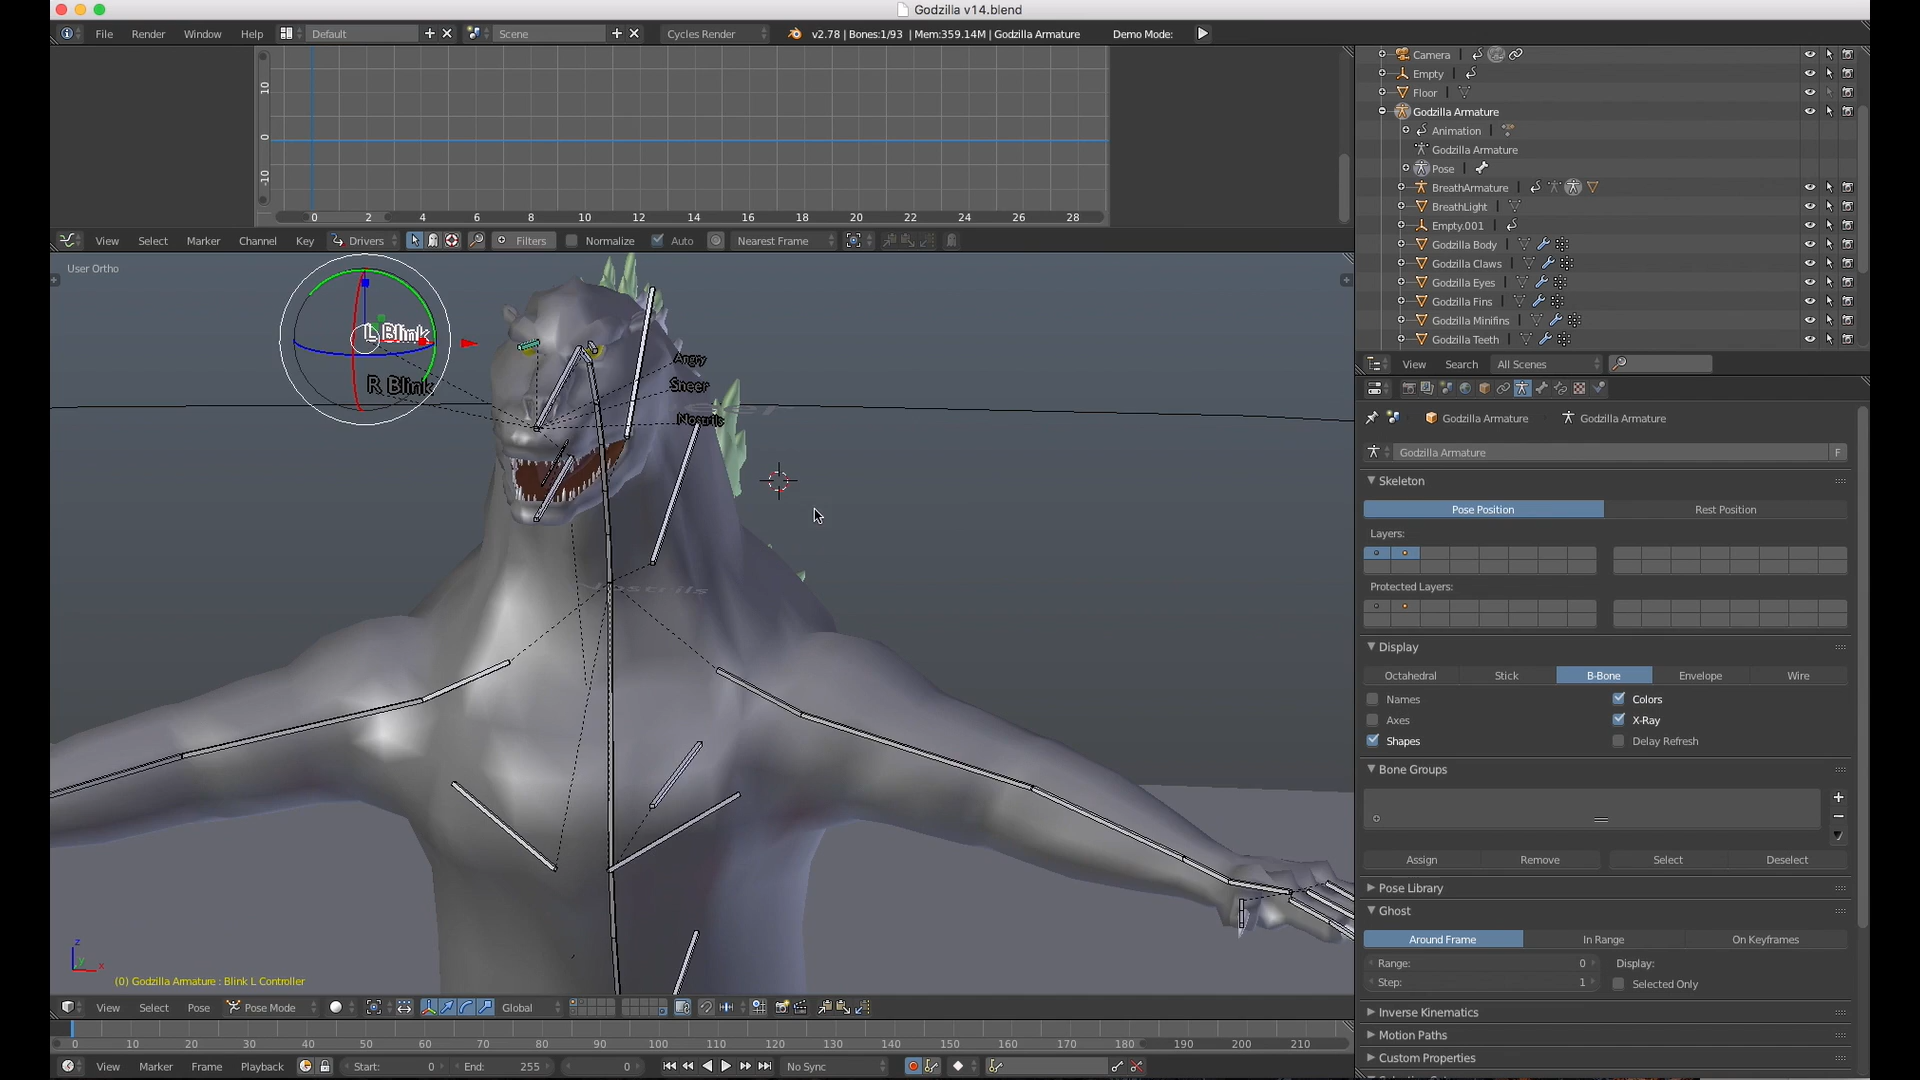 Godzilla v14.blend
File Render Window Help Default Scene Cycles Render v2.78 | Bones:1/93 | Mem:359.14M | Godzilla Armature Demo Mode:
10
0
-10
0 2 4 6 8 10 12 14 16 18 20 22 24 26 28
View Select Marker Channel Key Drivers Filters Normalize Auto Nearest Frame
User Ortho
L Blink
R Blink
Angry
Sneer
Nostrils
Nostrils
(0) Godzilla Armature : Blink L Controller
z
y
x
View Select Pose Pose Mode Global
0 10 20 30 40 50 60 70 80 90 100 110 120 130 140 150 160 170 180 190 200 210
View Marker Frame Playback Start: 0 End: 255 0 No Sync
Camera
Empty
Floor
Godzilla Armature
Animation
Godzilla Armature
Pose
BreathArmature
BreathLight
Empty.001
Godzilla Body
Godzilla Claws
Godzilla Eyes
Godzilla Fins
Godzilla Minifins
Godzilla Teeth
View Search All Scenes
Godzilla Armature Godzilla Armature
Godzilla Armature F
Skeleton
Pose Position Rest Position
Layers:
Protected Layers:
Display
Octahedral Stick B-Bone Envelope Wire
Names Colors
Axes X-Ray
Shapes Delay Refresh
Bone Groups
Assign Remove Select Deselect
Pose Library
Ghost
Around Frame In Range On Keyframes
Range: 0 Display:
Step: 1 Selected Only
Inverse Kinematics
Motion Paths
Custom Properties